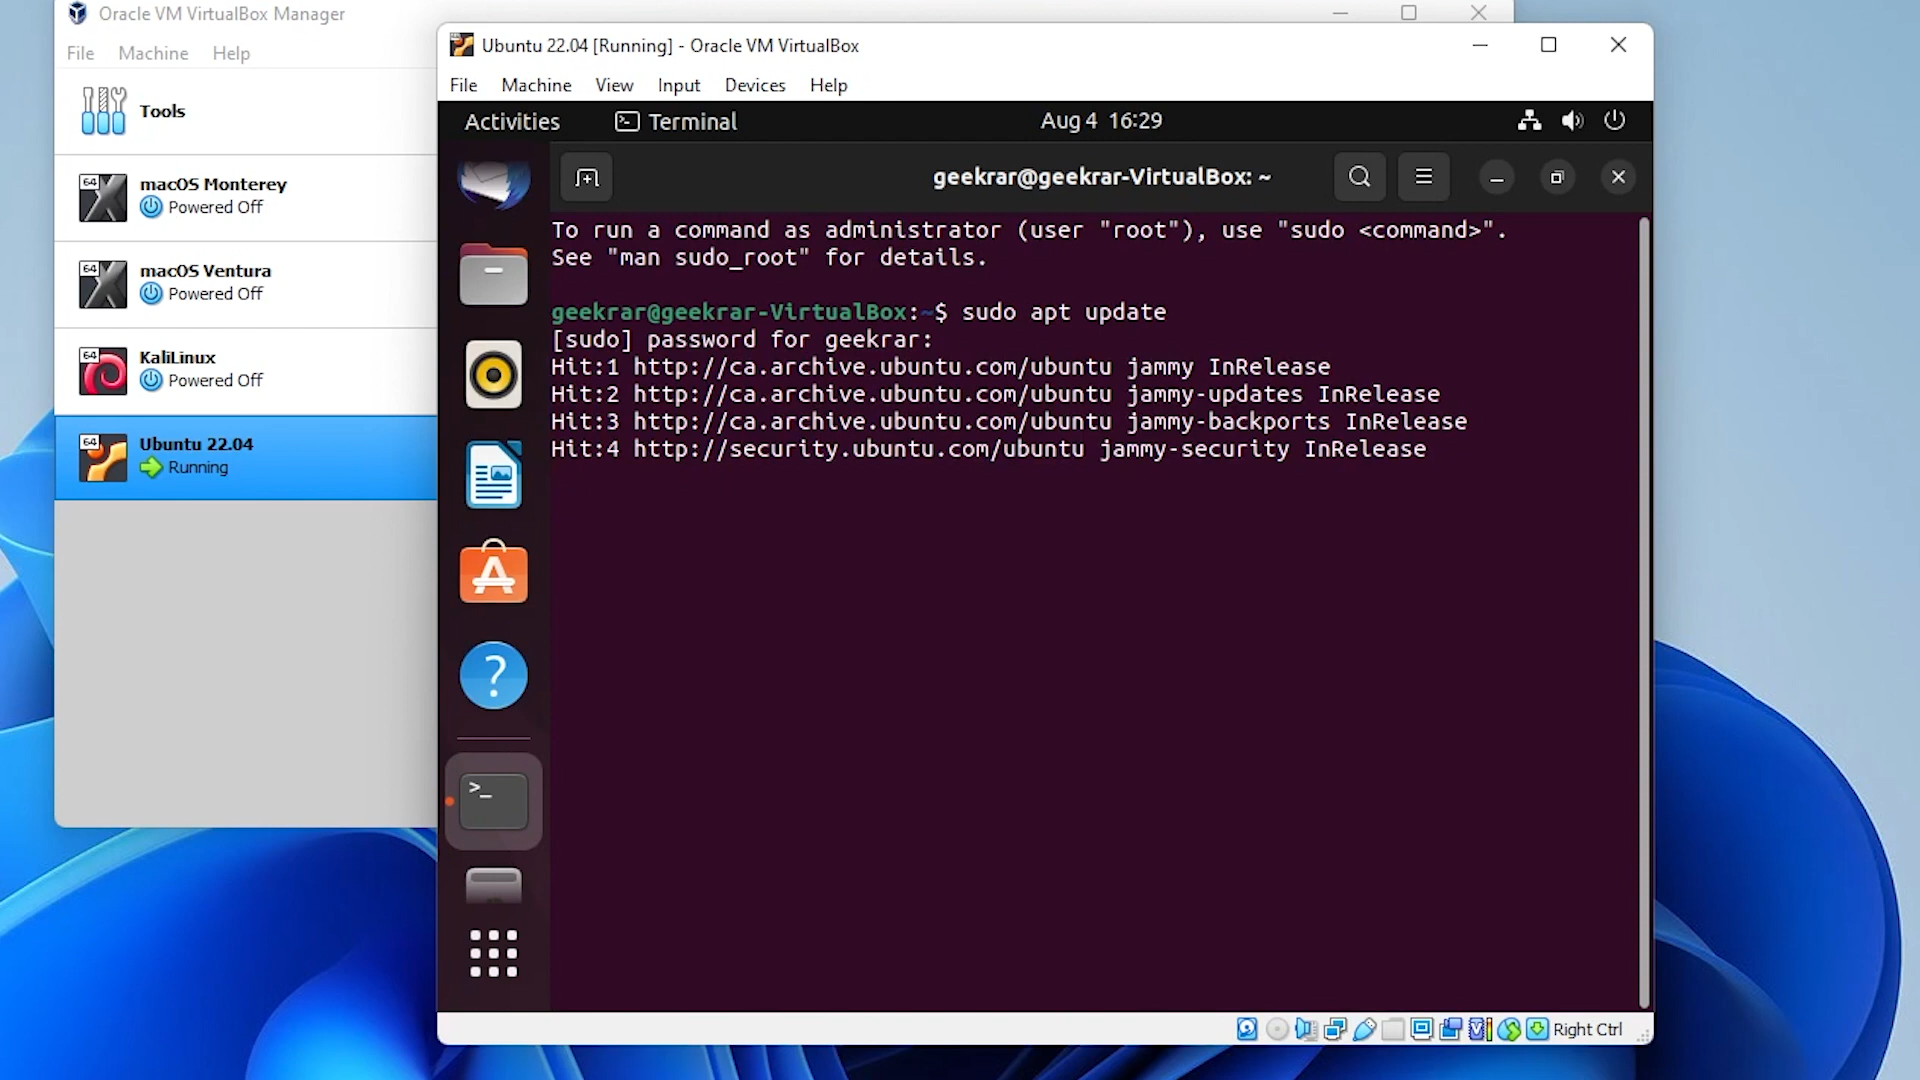 Oracle VM VirtualBox Manager
File Machine Help
Tools
64 macOS Monterey
Powered Off
64 macOS Ventura
Powered Off
64 KaliLinux
Powered Off
64 Ubuntu 22.04
Running
Ubuntu 22.04 [Running] - Oracle VM VirtualBox
File Machine View Input Devices Help
Activities Terminal Aug 4 16:29
geekrar@geekrar-VirtualBox: ~
To run a command as administrator (user "root"), use "sudo <command>".
See "man sudo_root" for details.
geekrar@geekrar-VirtualBox:~$ sudo apt update
[sudo] password for geekrar:
Hit:1 http://ca.archive.ubuntu.com/ubuntu jammy InRelease
Hit:2 http://ca.archive.ubuntu.com/ubuntu jammy-updates InRelease
Hit:3 http://ca.archive.ubuntu.com/ubuntu jammy-backports InRelease
Hit:4 http://security.ubuntu.com/ubuntu jammy-security InRelease
Right Ctrl